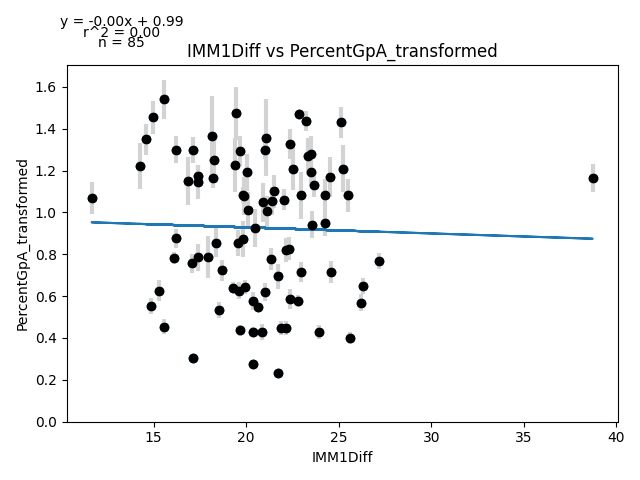 y = -0.00x + 0.99
r^2 = 0.00
n = 85
IMM1Diff vs PercentGpA_transformed
PercentGpA_transformed
1.6
1.4
1.2
1.0
0.8
0.6
0.4
0.2
0.0
15 20 25 30 35 40
IMM1Diff